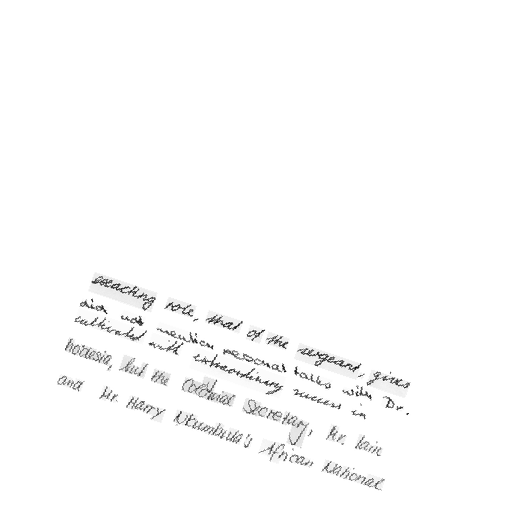 exacting role, that of the sergeant, gives
did not mention personal talks with Dr.
cultivated with extraordinary success in
hodesia, but the colonial Secretary, Mr. Iain
and Mr. Harry Nkumbula's African National